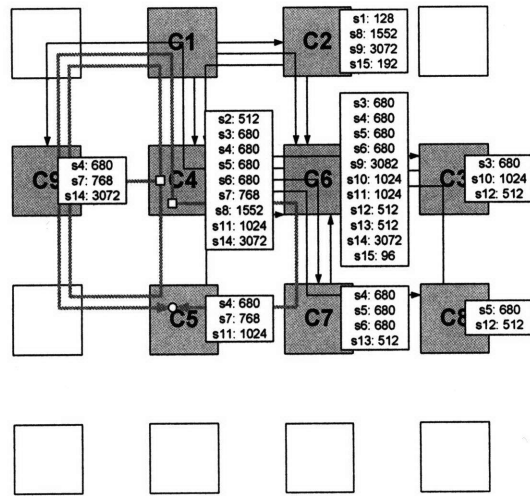 G1
C2
s1: 128
s8: 1552
s9: 3072
s15: 192
C9
s4: 680
s7: 768
s14: 3072
C4
s2: 512
s3: 680
s4: 680
s5: 680
s6: 680
s7: 768
s8: 1552
s11: 1024
s14: 3072
G6
s3: 680
s4: 680
s5: 680
s6: 680
s9: 3082
s10: 1024
s11: 1024
s12: 512
s13: 512
s14: 3072
s15: 96
C3
s3: 680
s10: 1024
s12: 512
C5
s4: 680
s7: 768
s11: 1024
C7
s4: 680
s5: 680
s6: 680
s13: 512
C8
s5: 680
s12: 512